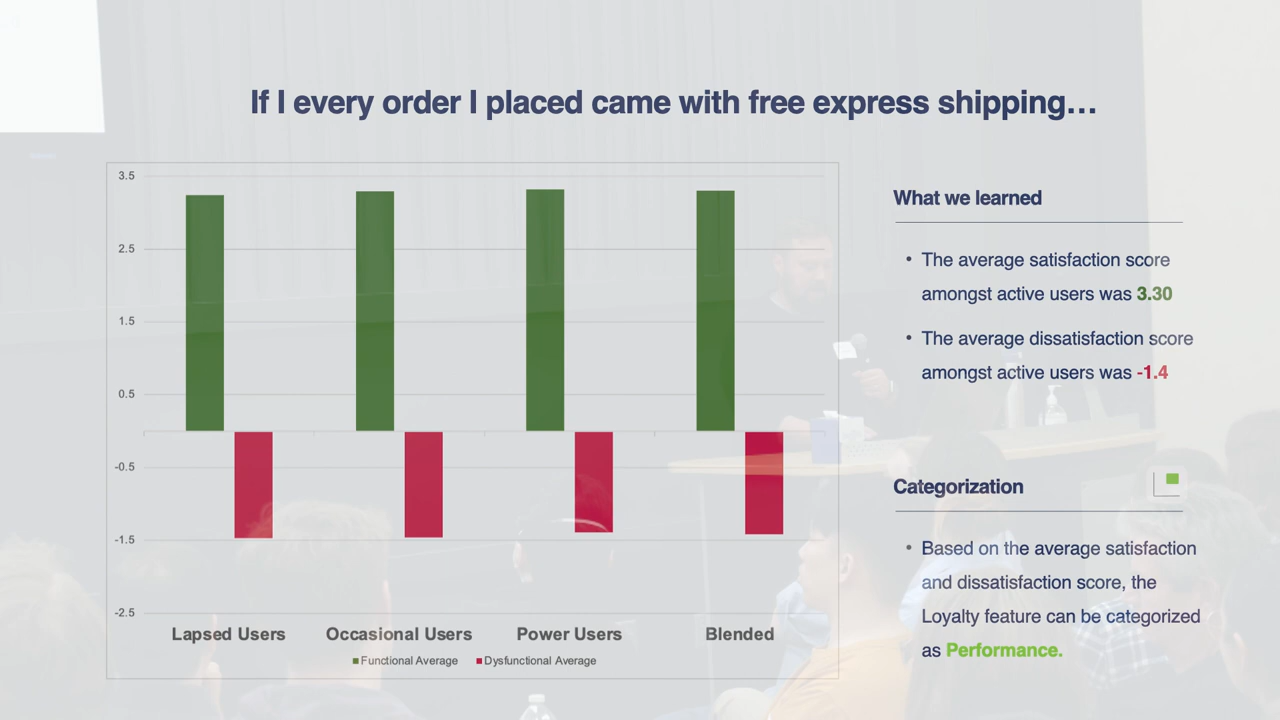 If I every order I placed came with free express shipping…
3.5
2.5
1.5
0.5
-0.5
-1.5
-2.5
Lapsed Users Occasional Users Power Users Blended
Functional Average Dysfunctional Average
What we learned
• The average satisfaction score
amongst active users was 3.30
• The average dissatisfaction score
amongst active users was -1.4
Categorization
• Based on the average satisfaction
and dissatisfaction score, the
Loyalty feature can be categorized
as Performance.